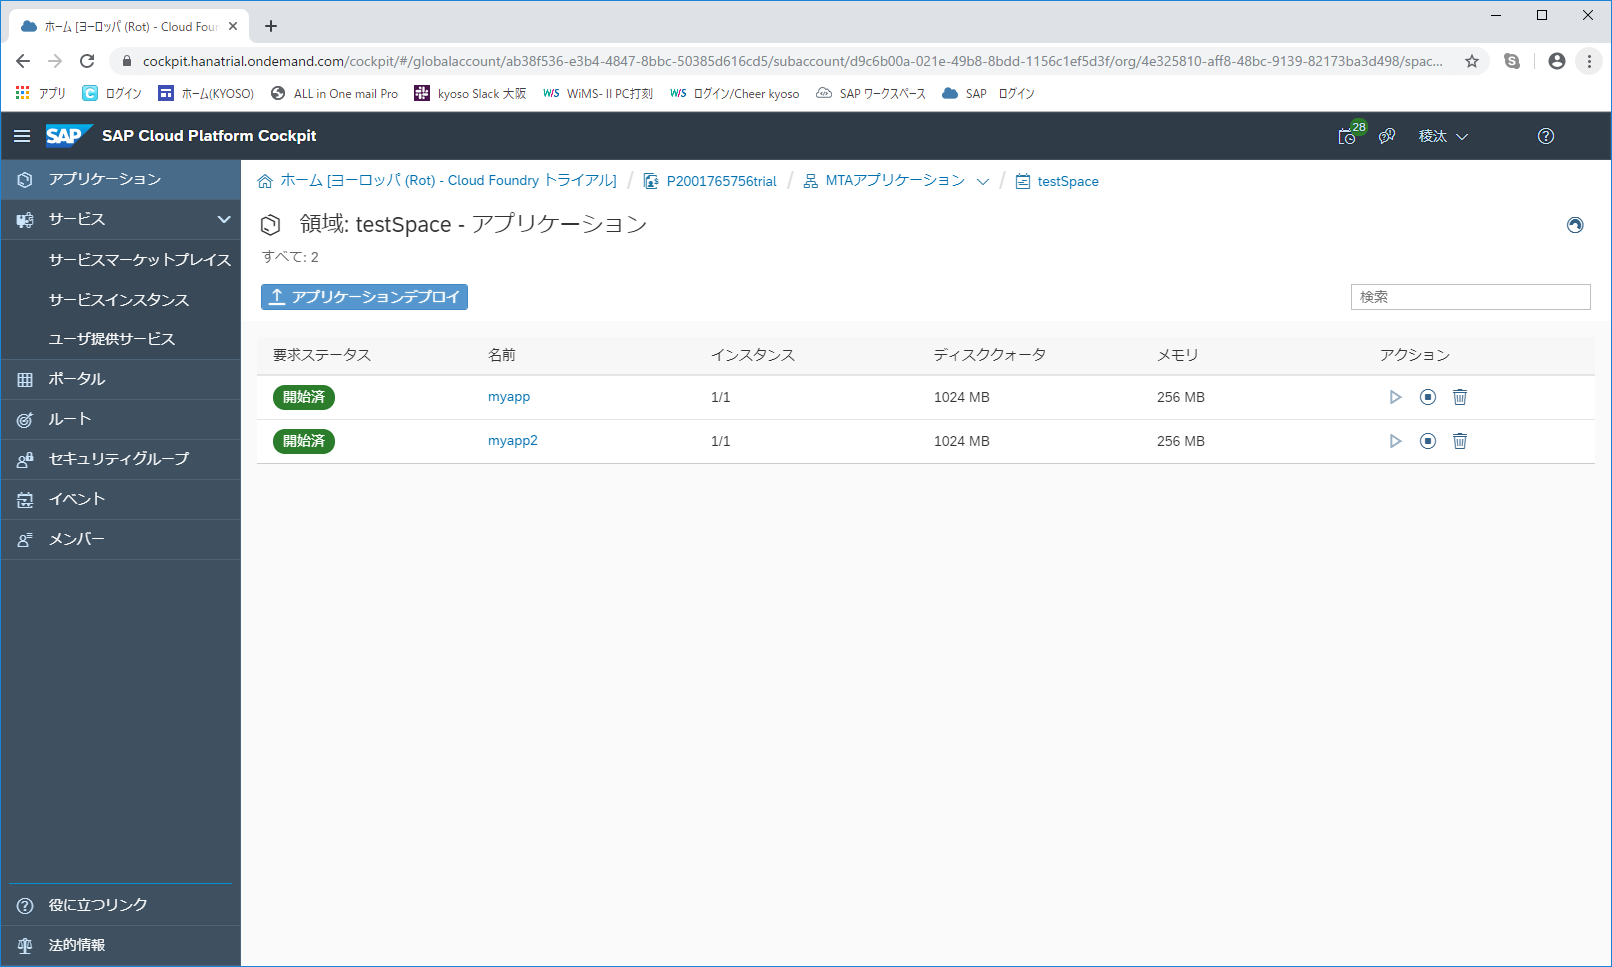 ホーム [ヨーロッパ (Rot) - Cloud Foun
cockpit.hanatrial.ondemand.com/cockpit/#/globalaccount/ab38f536-e3b4-4847-8bbc-50385d616cd5/subaccount/d9c6b00a-021e-49b8-8bdd-1156c1ef5d3f/org/4e325810-aff8-48bc-9139-82173ba3d498/spac...
アプリ ログイン ホーム(KYOSO) ALL in One mail Pro kyoso Slack 大阪 WiMS-ⅡPC打刻 ログイン/Cheer kyoso SAP ワークスペース SAP ログイン
SAP SAP Cloud Platform Cockpit 28 稜汰
アプリケーション
サービス
サービスマーケットプレイス
サービスインスタンス
ユーザ提供サービス
ポータル
ルート
セキュリティグループ
イベント
メンバー
役に立つリンク
法的情報
ホーム [ヨーロッパ (Rot) - Cloud Foundry トライアル] / P2001765756trial / MTAアプリケーション / testSpace
領域: testSpace - アプリケーション
すべて: 2
アプリケーションデプロイ 検索
要求ステータス 名前 インスタンス ディスククォータ メモリ アクション
開始済 myapp 1/1 1024 MB 256 MB
開始済 myapp2 1/1 1024 MB 256 MB